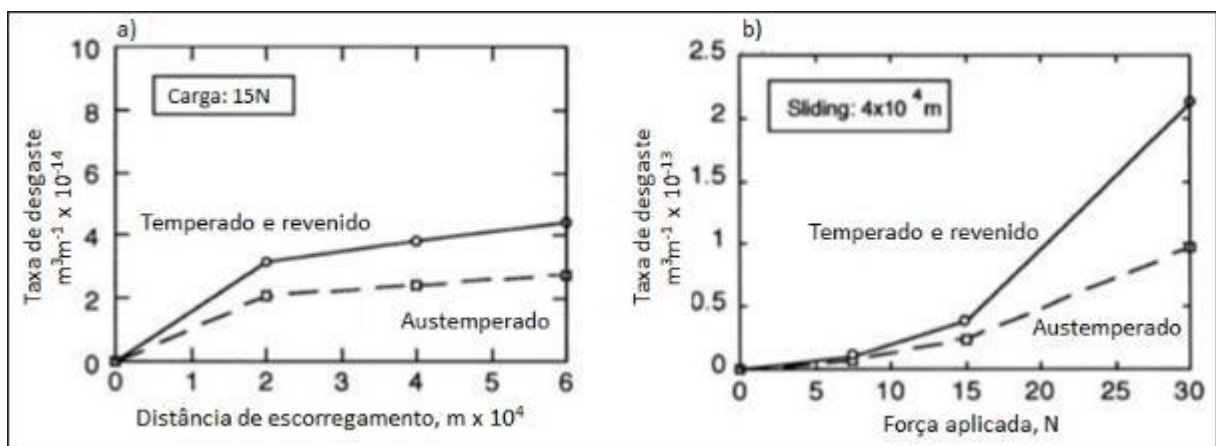 a)
10
8
6
4
2
0
Taxa de desgaste
m³m⁻¹ x 10⁻¹⁴
Carga: 15N
Temperado e revenido
Austemperado
0 1 2 3 4 5 6
Distância de escorregamento, m x 10⁴
b)
2.5
2
1.5
1
0.5
0
Taxa de desgaste
m³m⁻¹ x 10⁻¹³
Sliding: 4x10⁴m
Temperado e revenido
Austemperado
0 5 10 15 20 25 30
Força aplicada, N